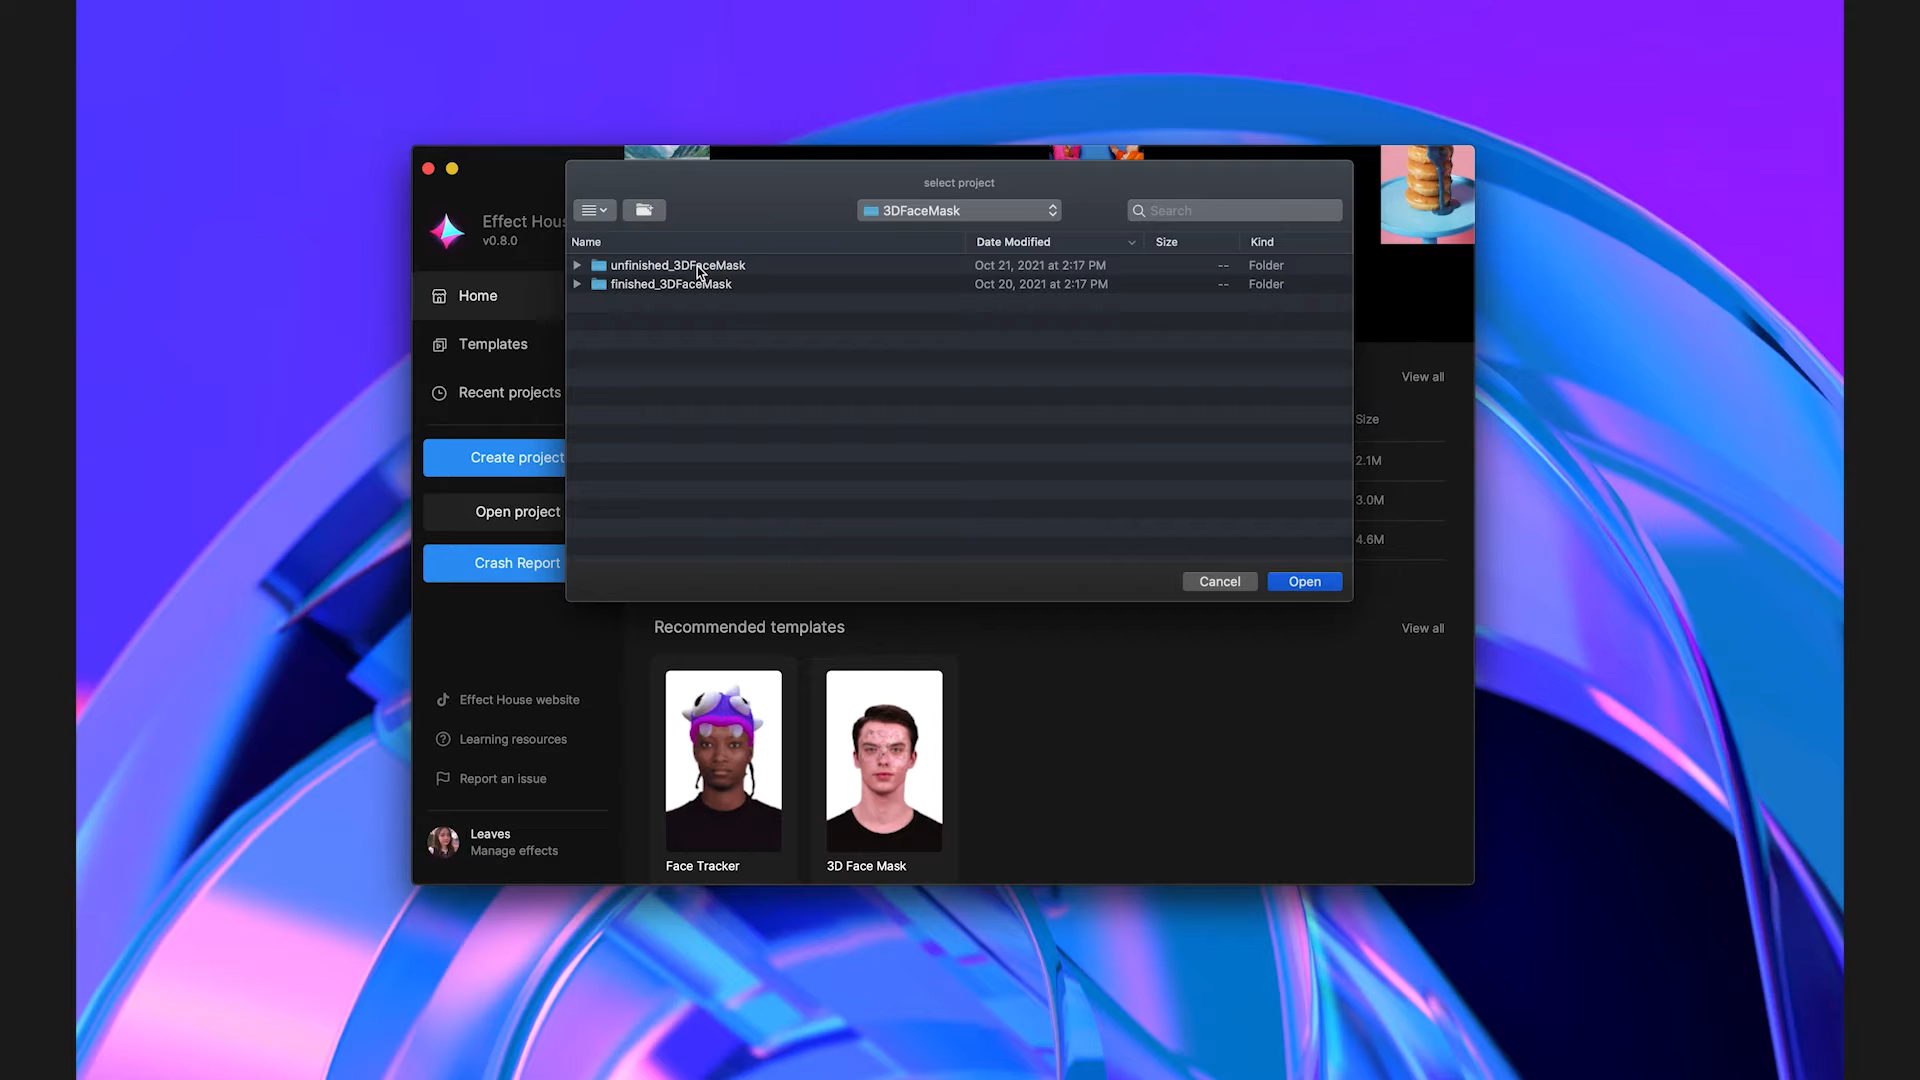 select project
3DFaceMask
Search
Name
Date Modified
Size
Kind
unfinished_3DFaceMask
Oct 21, 2021 at 2:17 PM
--
Folder
finished_3DFaceMask
Oct 20, 2021 at 2:17 PM
--
Folder
Cancel
Open
Effect Hous
v0.8.0
Home
Templates
Recent projects
Create project
Open project
Crash Report
View all
Size
2.1M
3.0M
4.6M
Recommended templates
View all
Face Tracker
3D Face Mask
Effect House website
Learning resources
Report an issue
Leaves
Manage effects